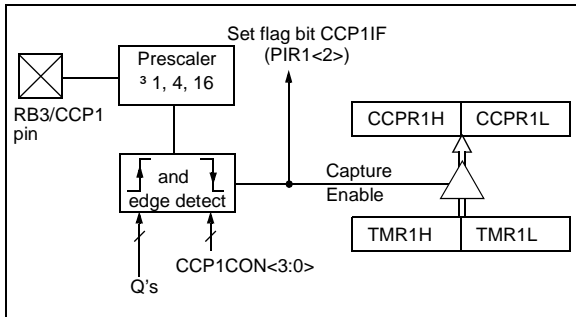 Set flag bit CCP1IF
(PIR1<2>)
Prescaler
³ 1, 4, 16
RB3/CCP1
pin
CCPR1H CCPR1L
and
edge detect
Capture
Enable
TMR1H TMR1L
CCP1CON<3:0>
Q's